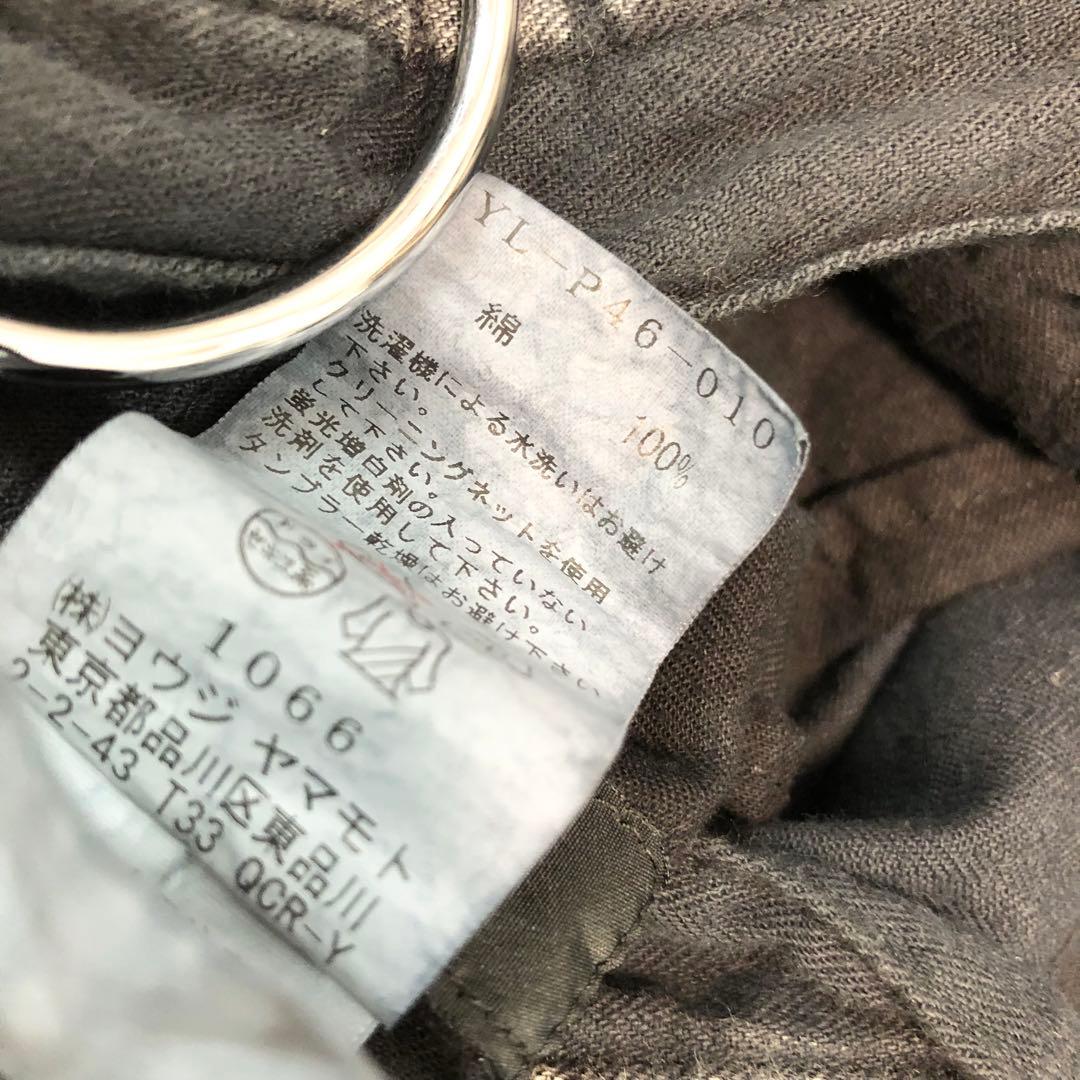 YL-P46-010
綿 100%
洗濯機による水洗いはお避け
下さい。
クリーニングネットを使用
して下さい。
蛍光増白剤の入っていない
洗剤を使用して下さい。
タンブラー乾燥はお避け下さい
セキユ系
1066
(株)ヨウジ ヤマモト
東京都品川区東品川
2-2-43 T33 QCR-Y